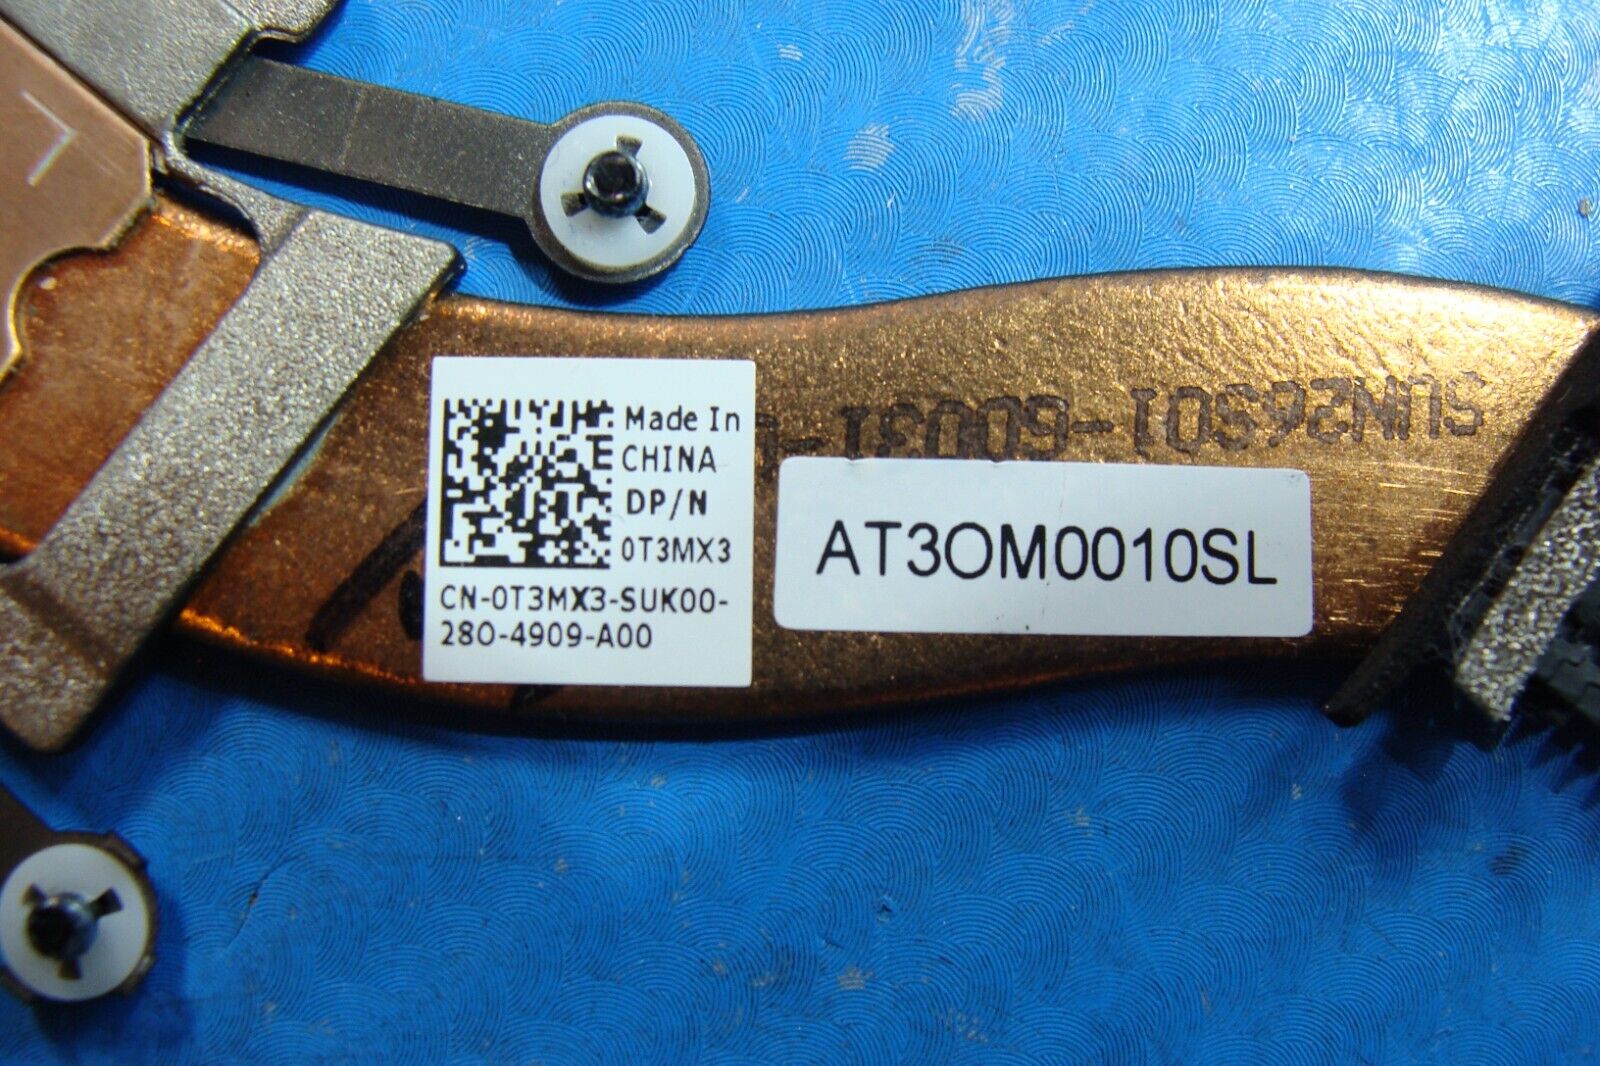 Made In
CHINA
DP/N
0T3MX3
CN-0T3MX3-SUK00-
280-4909-A00
AT3OM0010SL